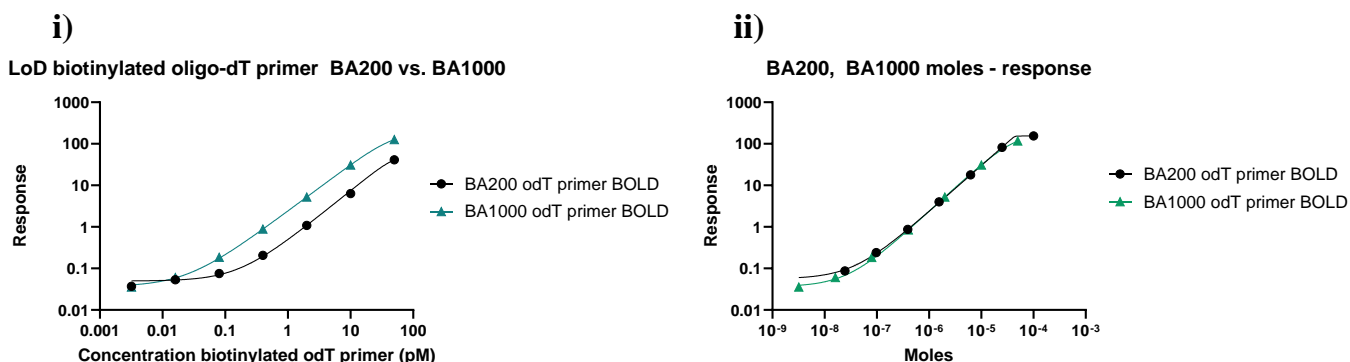 i)
LoD biotinylated oligo-dT primer BA200 vs. BA1000
1000
100
10
1
0.1
0.01
Response
0.001 0.01 0.1 1 10 100
Concentration biotinylated odT primer (pM)
BA200 odT primer BOLD
BA1000 odT primer BOLD
ii)
BA200, BA1000 moles - response
1000
100
10
1
0.1
0.01
Response
10⁻⁹ 10⁻⁸ 10⁻⁷ 10⁻⁶ 10⁻⁵ 10⁻⁴ 10⁻³
Moles
BA200 odT primer BOLD
BA1000 odT primer BOLD